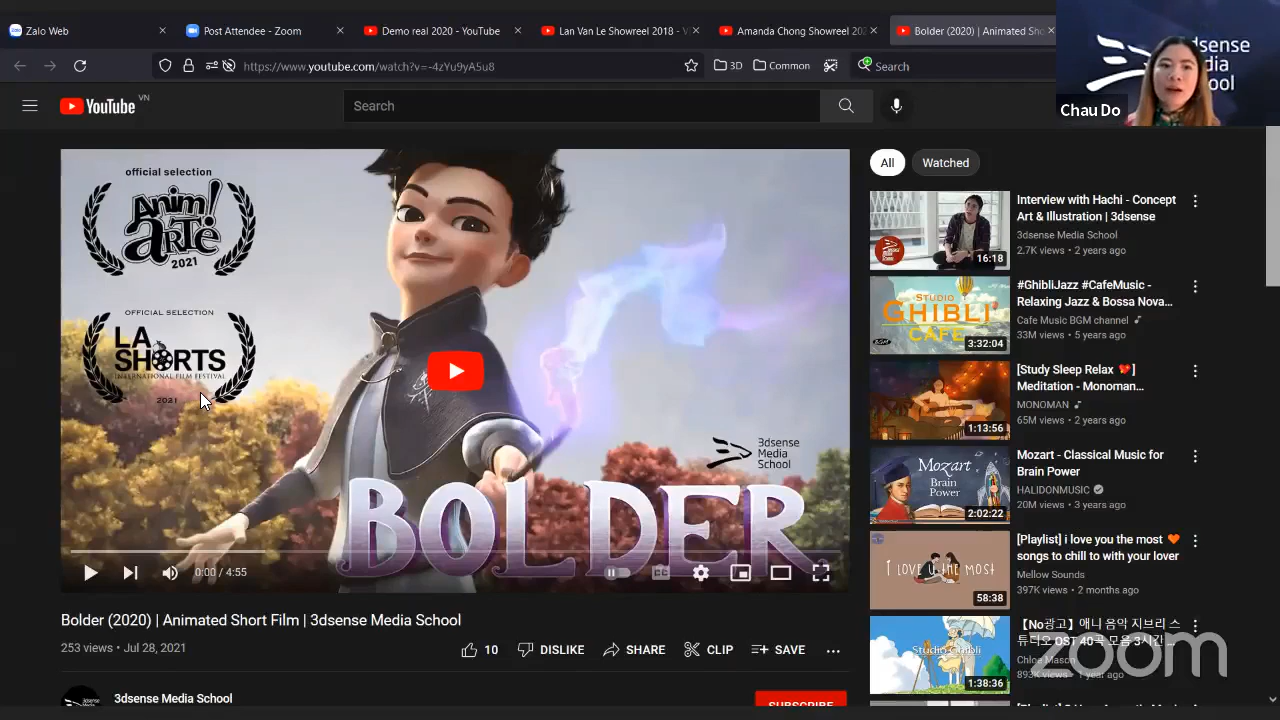 Zalo Web
Post Attendee - Zoom
Demo real 2020 - YouTube
Lan Van Le Showreel 2018 - V
Amanda Chong Showreel 202
Bolder (2020) | Animated Sho
https://www.youtube.com/watch?v=-4zYu9yA5u8
3D
Common
Search
3dsense
Media
School
Chau Do
YouTube
VN
Search
official selection
Anim!
aRTe
2021
OFFICIAL SELECTION
LA
SHORTS
INTERNATIONAL FILM FESTIVAL
2021
3dsense
Media
School
BOLDER
0:00 / 4:55
CC
Bolder (2020) | Animated Short Film | 3dsense Media School
253 views • Jul 28, 2021
10
DISLIKE
SHARE
CLIP
SAVE
3dsense Media School
SUBSCRIBE
All
Watched
Interview with Hachi - Concept
Art & Illustration | 3dsense
3dsense Media School
2.7K views • 2 years ago
16:18
#GhibliJazz #CafeMusic -
Relaxing Jazz & Bossa Nova...
Cafe Music BGM channel
33M views • 5 years ago
STUDIO
GHIBLI
CAFE
3:32:04
[Study Sleep Relax 💖]
Meditation - Monoman...
MONOMAN
65M views • 2 years ago
1:13:56
Mozart - Classical Music for
Brain Power
HALIDONMUSIC
20M views • 3 years ago
Mozart
Brain
Power
2:02:22
[Playlist] i love you the most 🧡
songs to chill to with your lover
Mellow Sounds
397K views • 2 months ago
I LOVE U THE MOST
58:38
【No광고】애니 음악 지브리 스
튜디오 OST 40곡 모음 3시간...
Chloe Mason
893K views • 1 year ago
Studio Ghibli
1:38:36
zoom